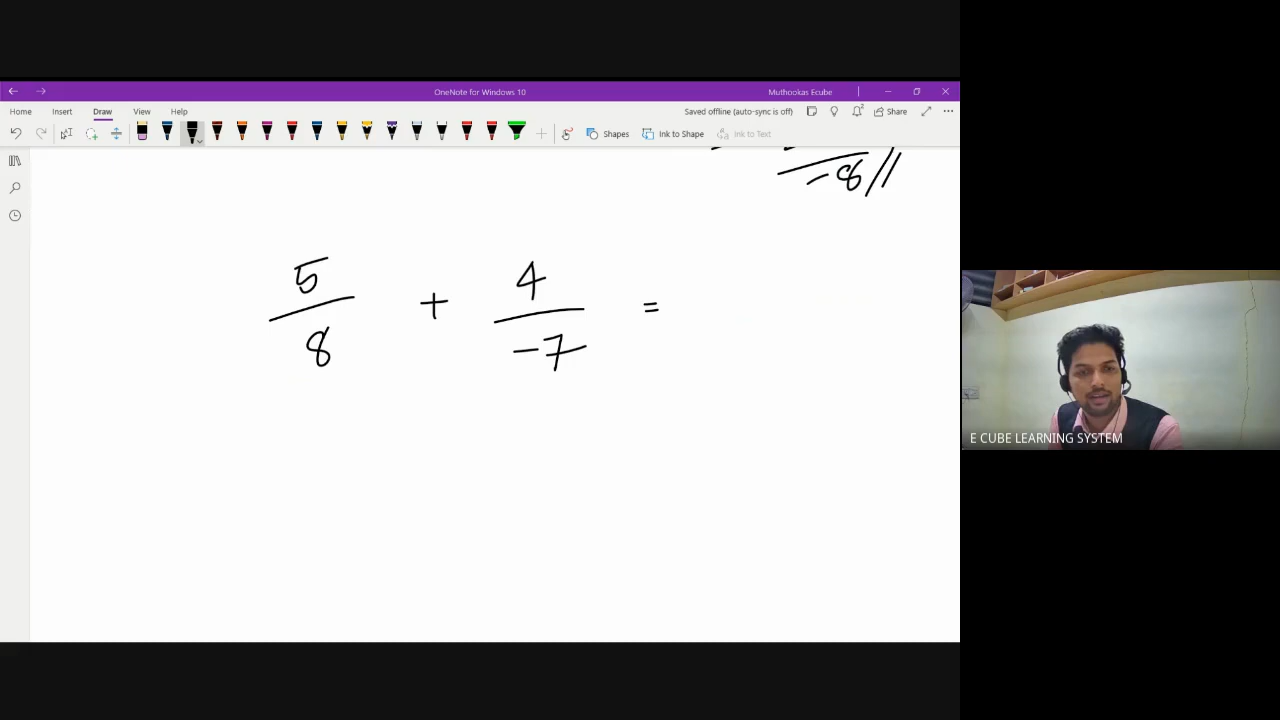 OneNote for Windows 10
Muthookas Ecube
Home Insert Draw View Help
Saved offline (auto-sync is off)
Share
Shapes
Ink to Shape
Ink to Text
=8//
5/8 + 4/-7 =
E CUBE LEARNING SYSTEM